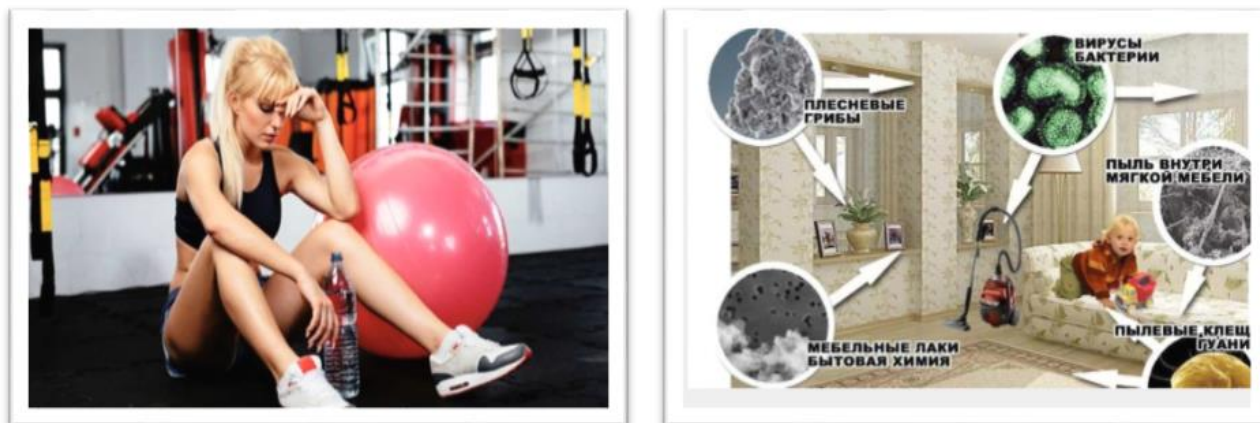 ПЛЕСНЕВЫЕ
ГРИБЫ
ВИРУСЫ
БАКТЕРИИ
ПЫЛЬ ВНУТРИ
МЯГКОЙ МЕБЕЛИ
МЕБЕЛЬНЫЕ ЛАКИ
БЫТОВАЯ ХИМИЯ
ПЫЛЕВЫЕ КЛЕЩ
ГУАНИ